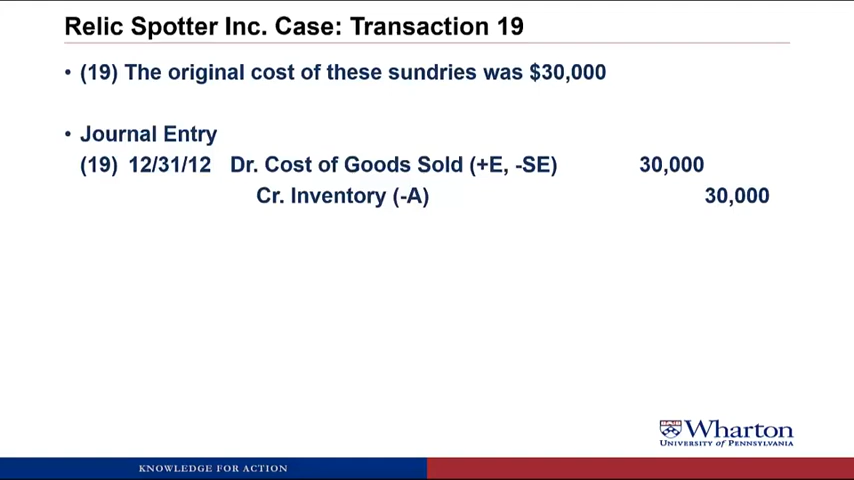 Relic Spotter Inc. Case: Transaction 19
• (19) The original cost of these sundries was $30,000
• Journal Entry
(19) 12/31/12 Dr. Cost of Goods Sold (+E, -SE) 30,000
Cr. Inventory (-A) 30,000
Wharton
UNIVERSITY of PENNSYLVANIA
KNOWLEDGE FOR ACTION